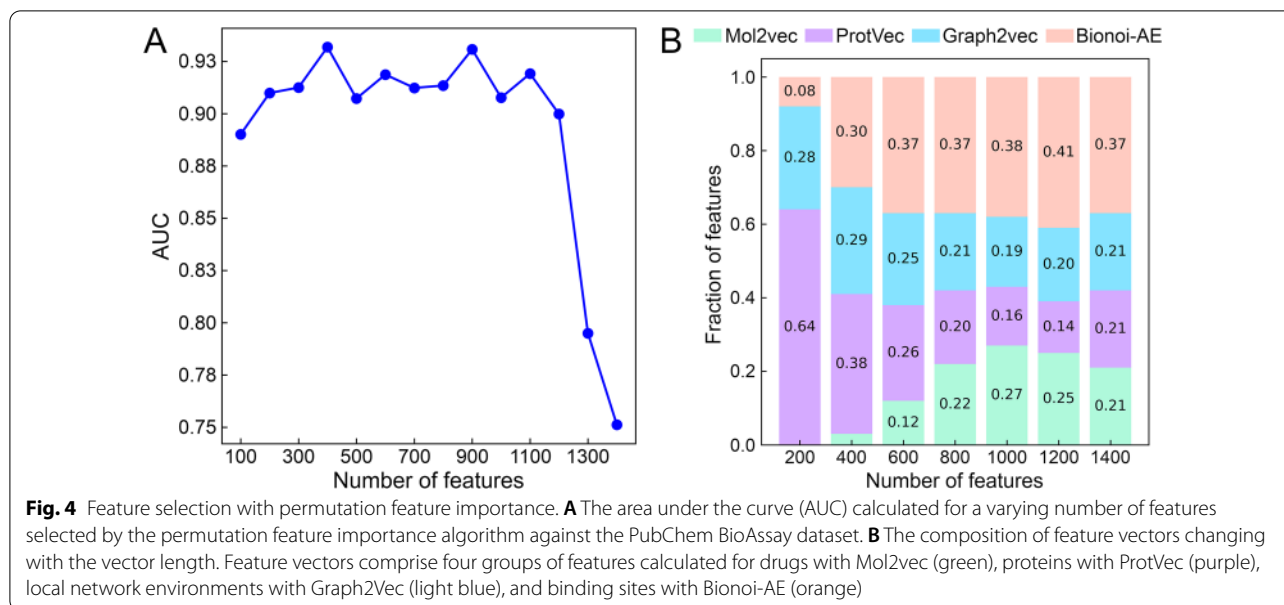 A
0.93
0.90
0.88
0.85
0.83
0.80
0.78
0.75
AUC
100 300 500 700 900 1100 1300
Number of features
B
Mol2vec ProtVec Graph2vec Bionoi-AE
1.0
0.8
0.6
0.4
0.2
0.0
Fraction of features
0.08 0.30 0.37 0.37 0.38 0.41 0.37
0.28 0.29 0.25 0.21 0.19 0.20 0.21
0.64 0.38 0.26 0.20 0.16 0.14 0.21
0.12 0.22 0.27 0.25 0.21
200 400 600 800 1000 1200 1400
Number of features
Fig. 4 Feature selection with permutation feature importance. A The area under the curve (AUC) calculated for a varying number of features
selected by the permutation feature importance algorithm against the PubChem BioAssay dataset. B The composition of feature vectors changing
with the vector length. Feature vectors comprise four groups of features calculated for drugs with Mol2vec (green), proteins with ProtVec (purple),
local network environments with Graph2Vec (light blue), and binding sites with Bionoi-AE (orange)